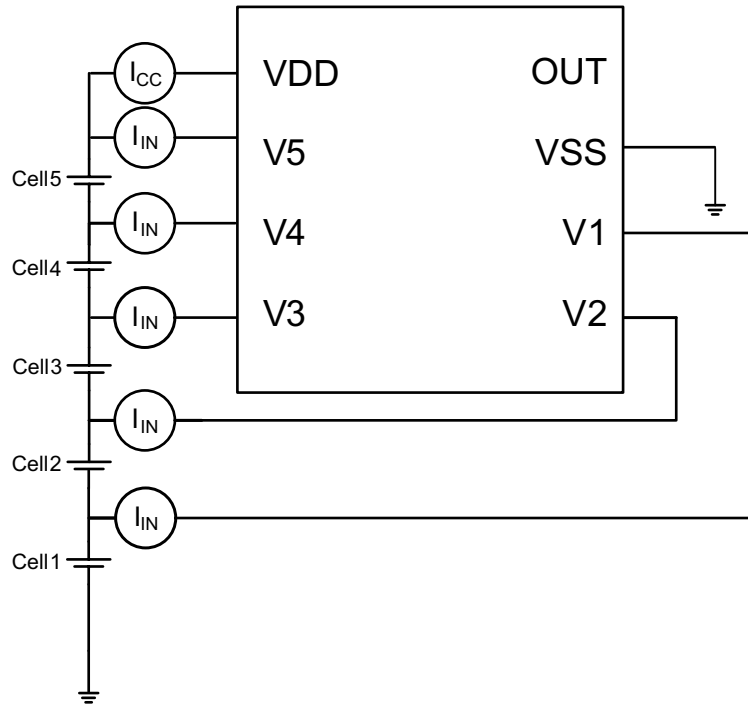 I_CC VDD OUT
I_IN V5 VSS
Cell5
I_IN V4 V1
Cell4
I_IN V3 V2
Cell3
I_IN
Cell2
I_IN
Cell1